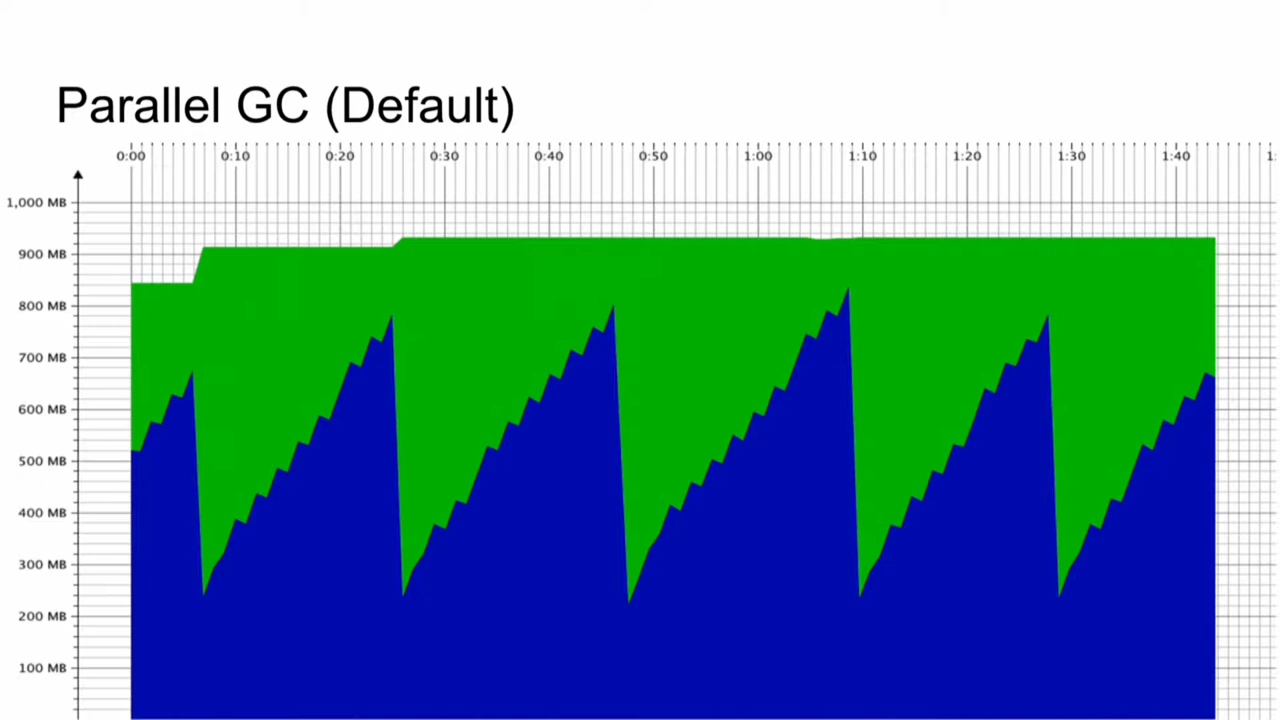 Parallel GC (Default)
0:00 0:10 0:20 0:30 0:40 0:50 1:00 1:10 1:20 1:30 1:40 1:
1,000 MB
900 MB
800 MB
700 MB
600 MB
500 MB
400 MB
300 MB
200 MB
100 MB